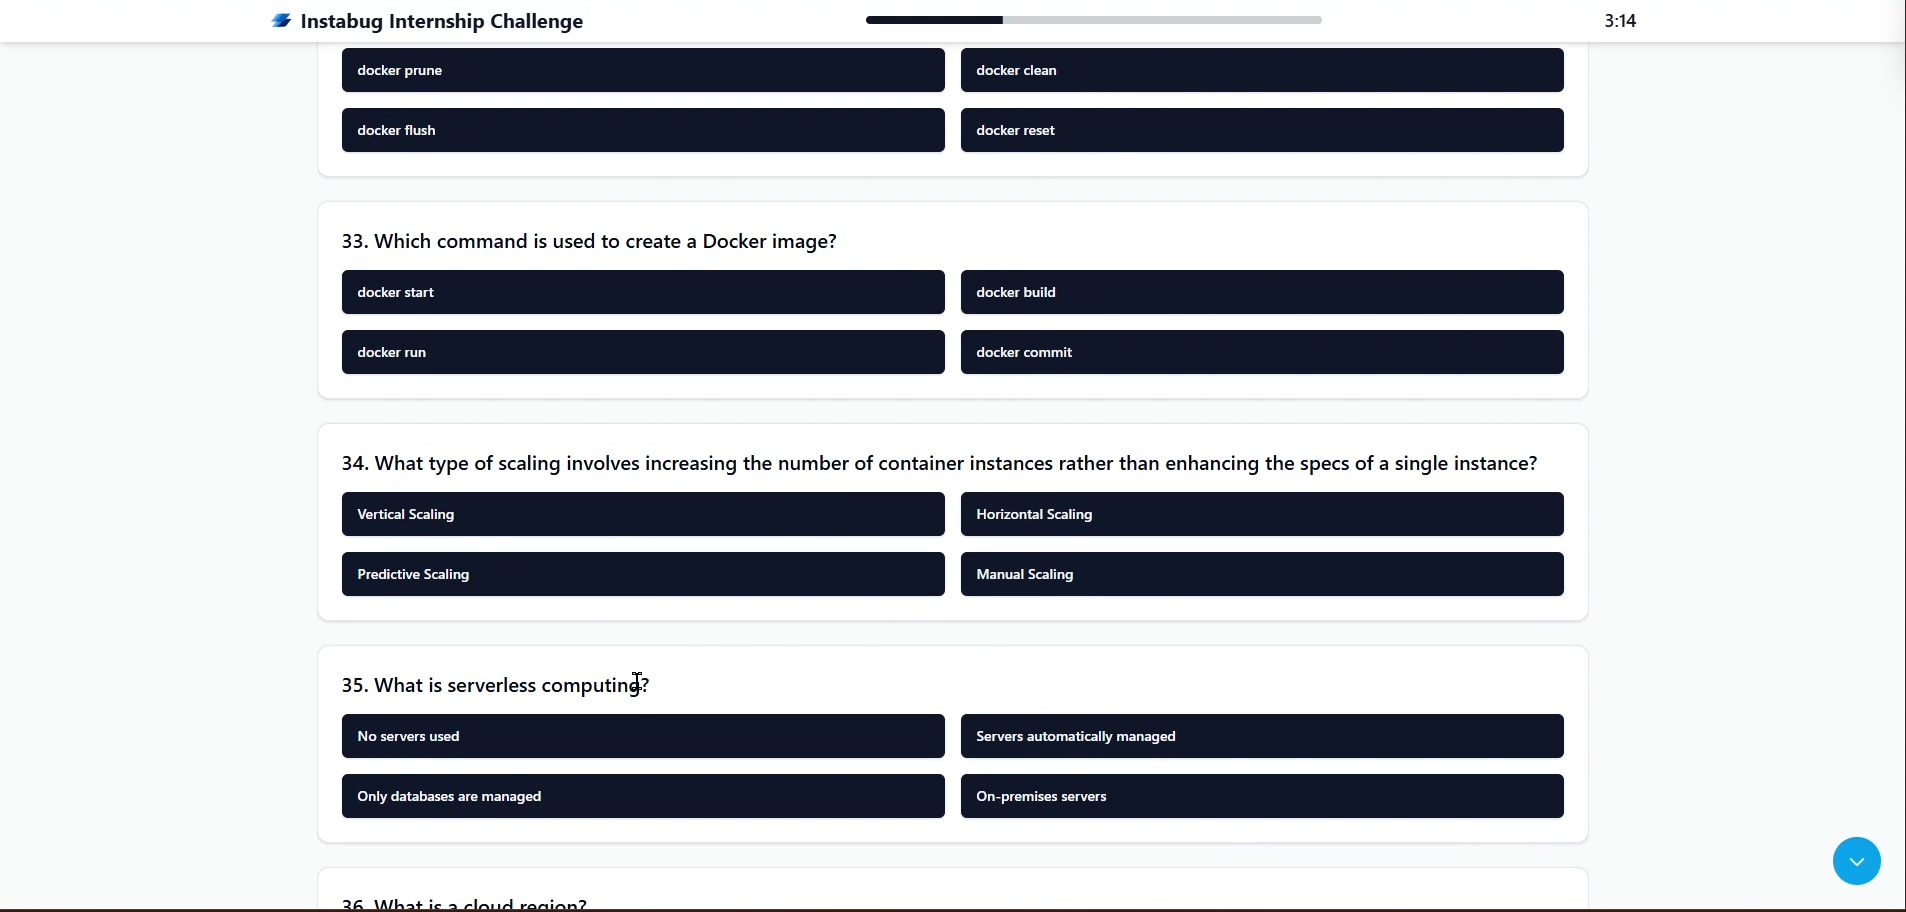 Instabug Internship Challenge
3:14
docker prune
docker clean
docker flush
docker reset
33. Which command is used to create a Docker image?
docker start
docker build
docker run
docker commit
34. What type of scaling involves increasing the number of container instances rather than enhancing the specs of a single instance?
Vertical Scaling
Horizontal Scaling
Predictive Scaling
Manual Scaling
35. What is serverless computing?
No servers used
Servers automatically managed
Only databases are managed
On-premises servers
36. What is a cloud region?